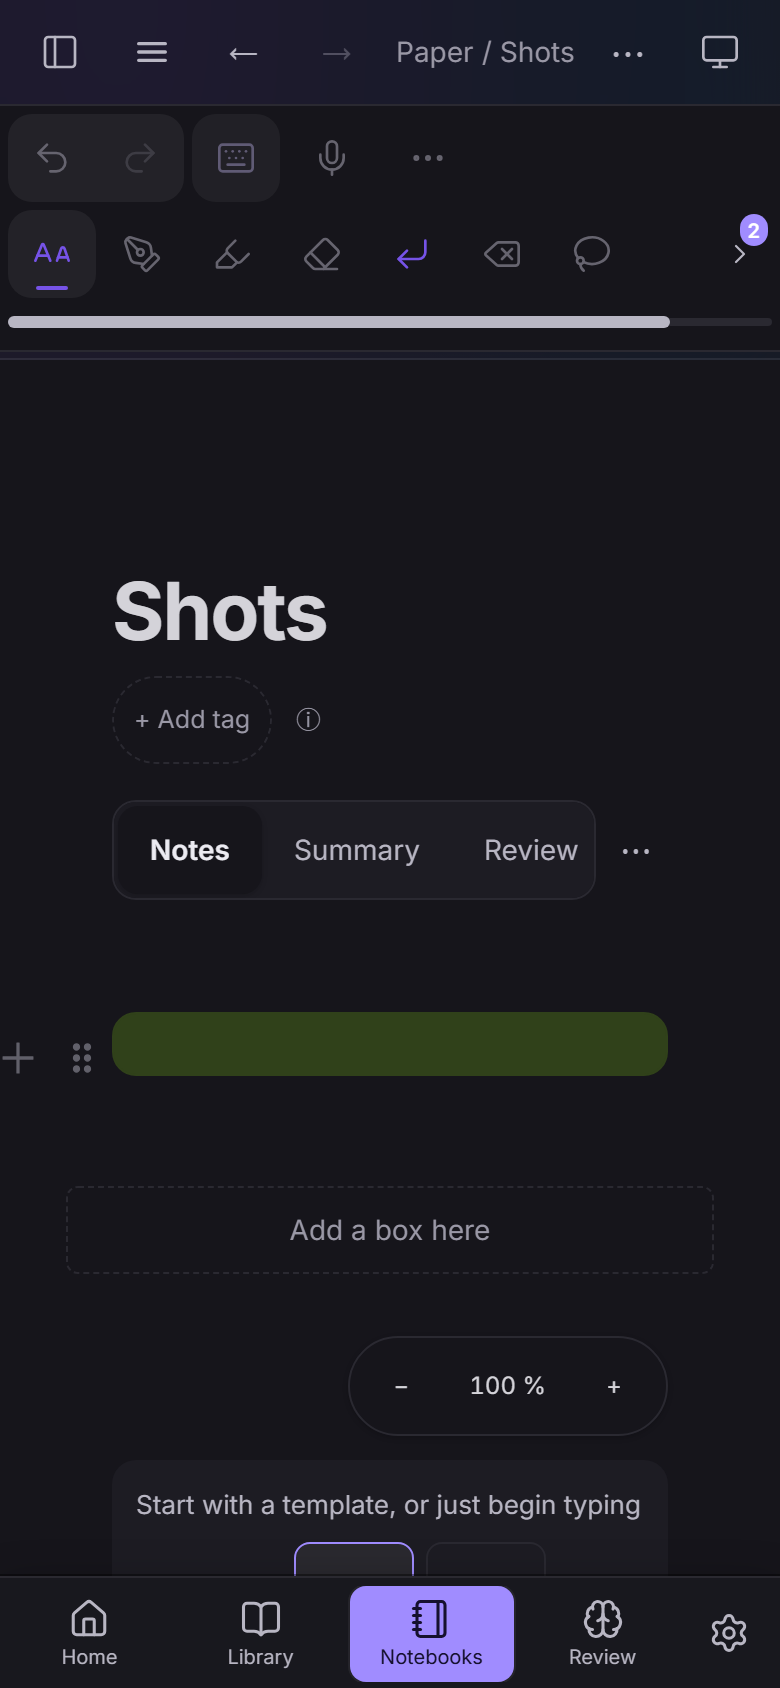 Paper / Shots
2
Shots
+ Add tag
Notes Summary Review
Add a box here
− 100 % +
Start with a template, or just begin typing
Home Library Notebooks Review